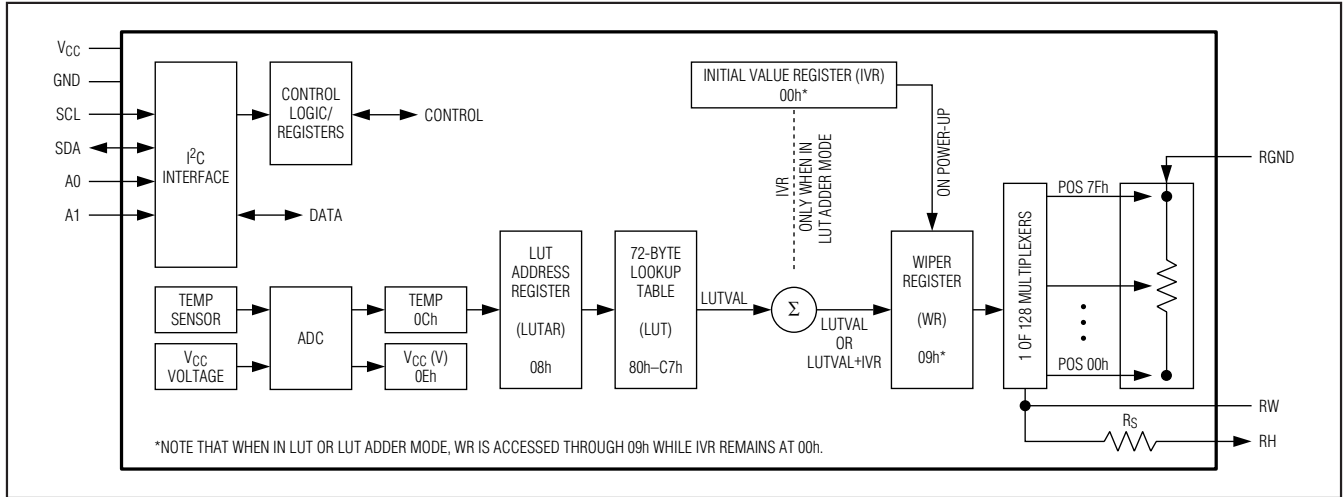 VCC
GND
SCL
SDA
A0
A1
I2C
INTERFACE
CONTROL
LOGIC/
REGISTERS
CONTROL
DATA
TEMP
SENSOR
VCC
VOLTAGE
ADC
TEMP
0Ch
VCC (V)
0Eh
LUT
ADDRESS
REGISTER
(LUTAR)
08h
72-BYTE
LOOKUP
TABLE
(LUT)
80h–C7h
LUTVAL
INITIAL VALUE REGISTER (IVR)
00h*
IVR
ONLY WHEN IN
LUT ADDER MODE
ON POWER-UP
Σ
LUTVAL
OR
LUTVAL+IVR
WIPER
REGISTER
(WR)
09h*
1 OF 128 MULTIPLEXERS
POS 7Fh
POS 00h
RGND
RW
RS
RH
*NOTE THAT WHEN IN LUT OR LUT ADDER MODE, WR IS ACCESSED THROUGH 09h WHILE IVR REMAINS AT 00h.